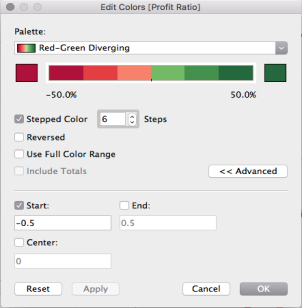 Edit Colors [Profit Ratio]
Palette:
Red-Green Diverging
-50.0% 50.0%
Stepped Color 6 Steps
Reversed
Use Full Color Range
Include Totals
<< Advanced
Start: End:
-0.5 0.5
Center:
0
Reset Apply Cancel OK